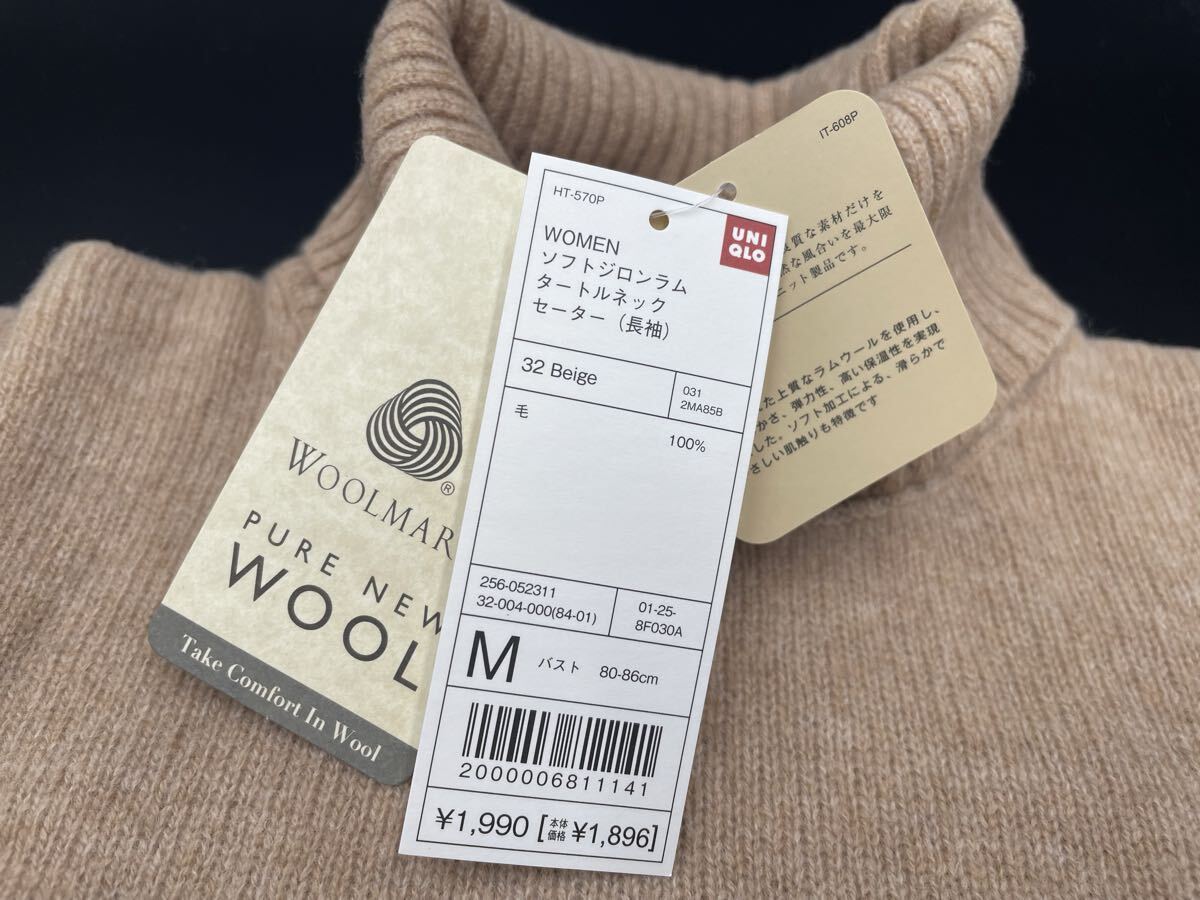 WOOLMAR
®
PURE NEW
WOOL
Take Comfort In Wool
HT-570P
UNI
QLO
WOMEN
ソフトジロンラム
タートルネック
セーター（長袖）
32 Beige
031
2MA85B
毛
100%
256-052311
32-004-000(84-01)
01-25-
8F030A
M バスト 80-86cm
2000006811141
¥1,990 [本体価格 ¥1,896]
IT-608P
質な素材だけを
な風合いを最大限
ニット製品です。
た上質なラムウールを使用し、
かさ、弾力性、高い保温性を実現
した。ソフト加工による、滑らかで
さしい肌触りも特徴です